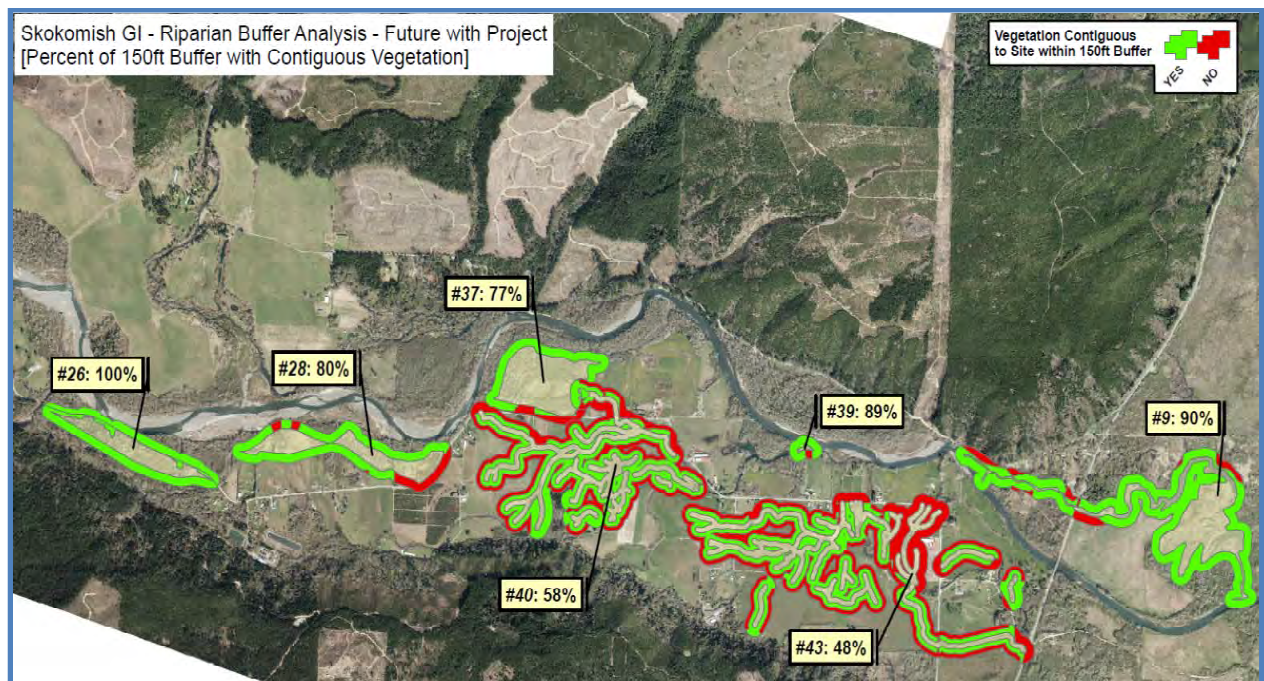 Skokomish GI - Riparian Buffer Analysis - Future with Project
[Percent of 150ft Buffer with Contiguous Vegetation]
Vegetation Contiguous
to Site within 150ft Buffer
YES
NO
#37: 77%
#26: 100%
#28: 80%
#39: 89%
#9: 90%
#40: 58%
#43: 48%